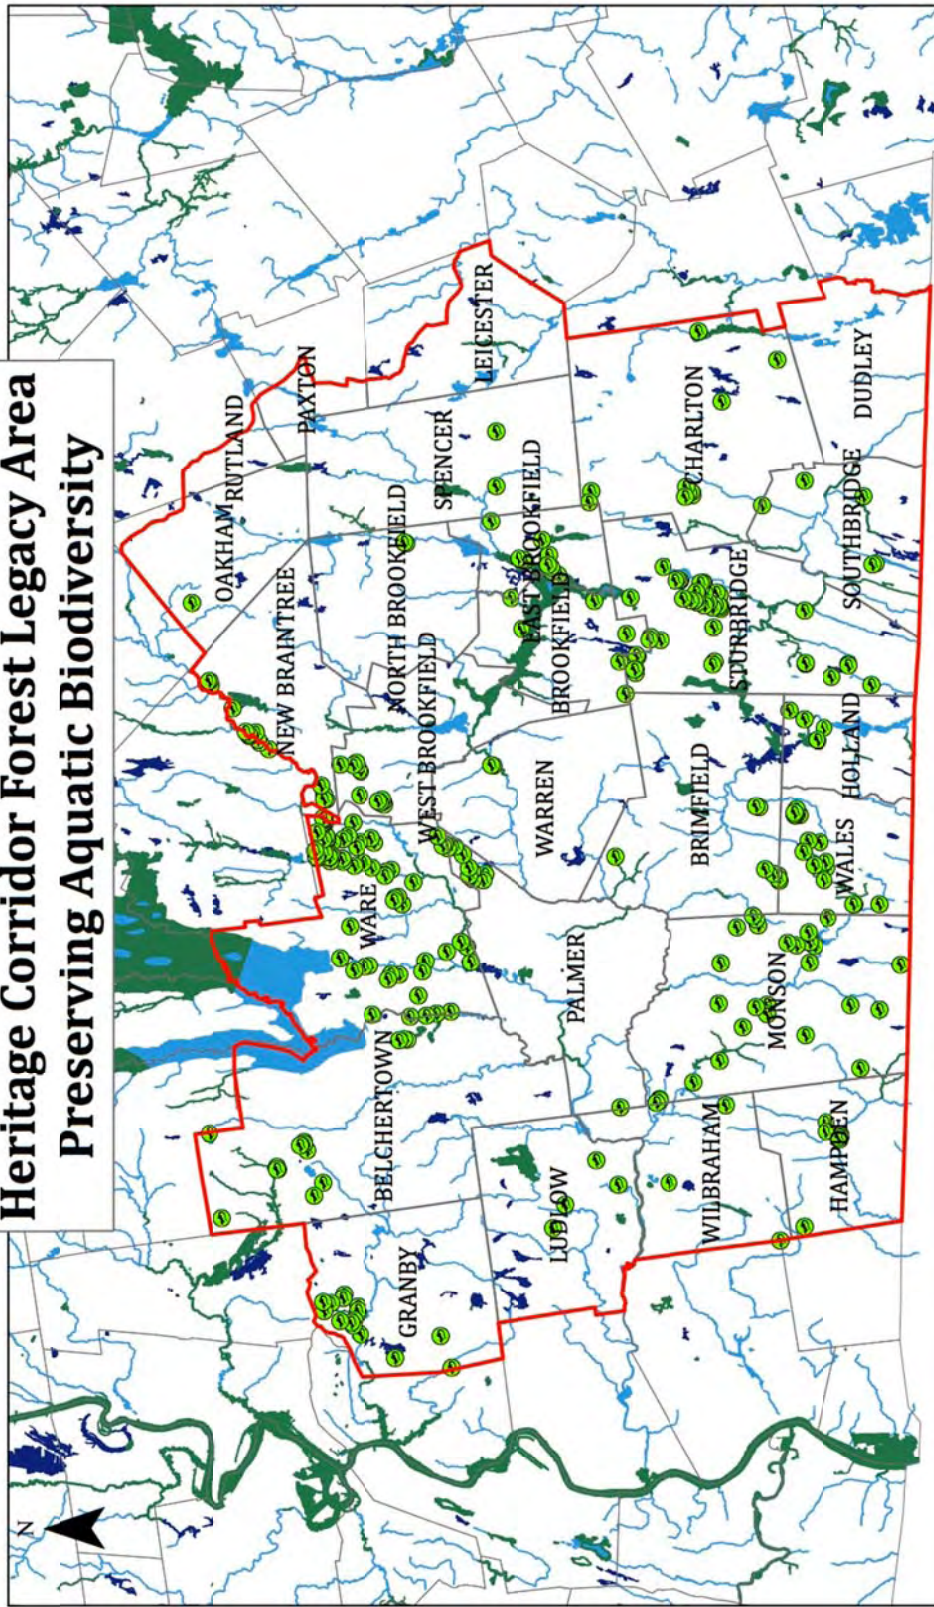 Heritage Corridor Forest Legacy Area
Preserving Aquatic Biodiversity
N
OAKHAM
RUTLAND
PAXTON
NEW BRAINTREE
NORTH BROOKFIELD
SPENCER
LEICESTER
WARE
WEST BROOKFIELD
EAST BROOKFIELD
BROOKFIELD
BELCHERTOWN
GRANBY
PALMER
WARREN
LUDLOW
CHARLTON
STURBRIDGE
BRIMFIELD
WILBRAHAM
MONSON
HAMPDEN
WALES
HOLLAND
SOUTHBRIDGE
DUDLEY